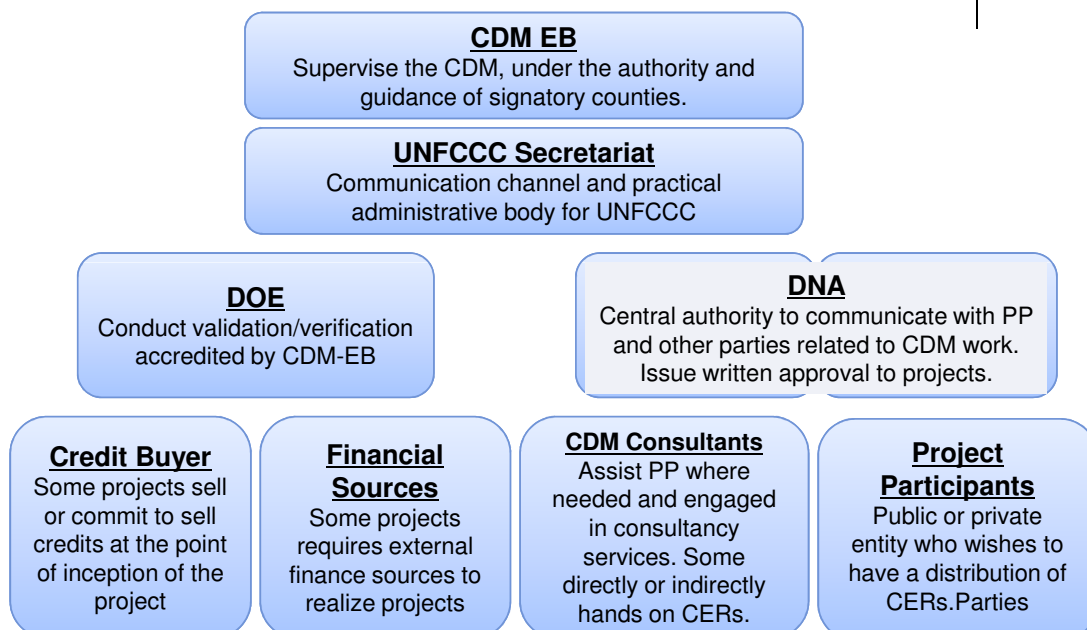 CDM EB
Supervise the CDM, under the authority and
guidance of signatory counties.
UNFCCC Secretariat
Communication channel and practical
administrative body for UNFCCC
DOE
Conduct validation/verification
accredited by CDM-EB
DNA
Central authority to communicate with PP
and other parties related to CDM work.
Issue written approval to projects.
Credit Buyer
Some projects sell
or commit to sell
credits at the point
of inception of the
project
Financial
Sources
Some projects
requires external
finance sources to
realize projects
CDM Consultants
Assist PP where
needed and engaged
in consultancy
services. Some
directly or indirectly
hands on CERs.
Project
Participants
Public or private
entity who wishes to
have a distribution of
CERs.Parties